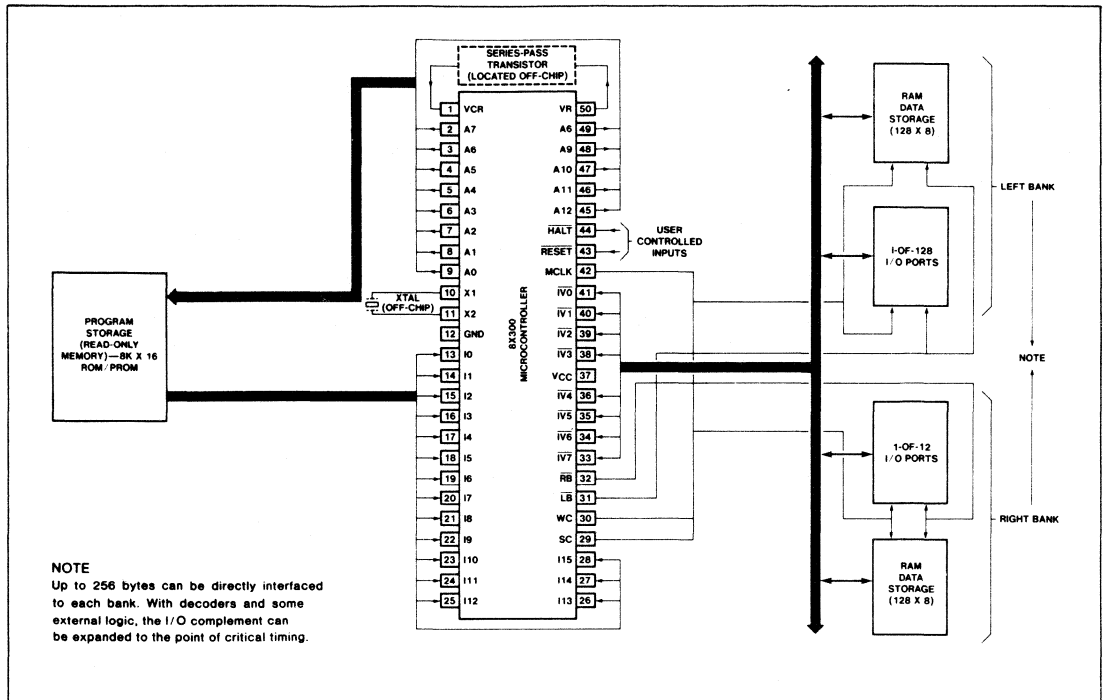 SERIES-PASS
TRANSISTOR
(LOCATED OFF-CHIP)
1 VCR
2 A7
3 A6
4 A5
5 A4
6 A3
7 A2
8 A1
9 A0
10 X1
11 X2
12 GND
13 I0
14 I1
15 I2
16 I3
17 I4
18 I5
19 I6
20 I7
21 I8
22 I9
23 I10
24 I11
25 I12
XTAL
(OFF-CHIP)
8X300
MICROCONTROLLER
VR 50
A6 49
A9 48
A10 47
A11 46
A12 45
HALT 44
RESET 43
MCLK 42
IV0 41
IV1 40
IV2 39
IV3 38
VCC 37
IV4 36
IV5 35
IV6 34
IV7 33
RB 32
LB 31
WC 30
SC 29
I15 28
I14 27
I13 26
USER
CONTROLLED
INPUTS
PROGRAM
STORAGE
(READ-ONLY
MEMORY)—8K X 16
ROM/PROM
RAM
DATA
STORAGE
(128 X 8)
LEFT BANK
1-OF-128
I/O PORTS
NOTE
1-OF-12
I/O PORTS
RIGHT BANK
RAM
DATA
STORAGE
(128 X 8)
NOTE
Up to 256 bytes can be directly interfaced
to each bank. With decoders and some
external logic, the I/O complement can
be expanded to the point of critical timing.